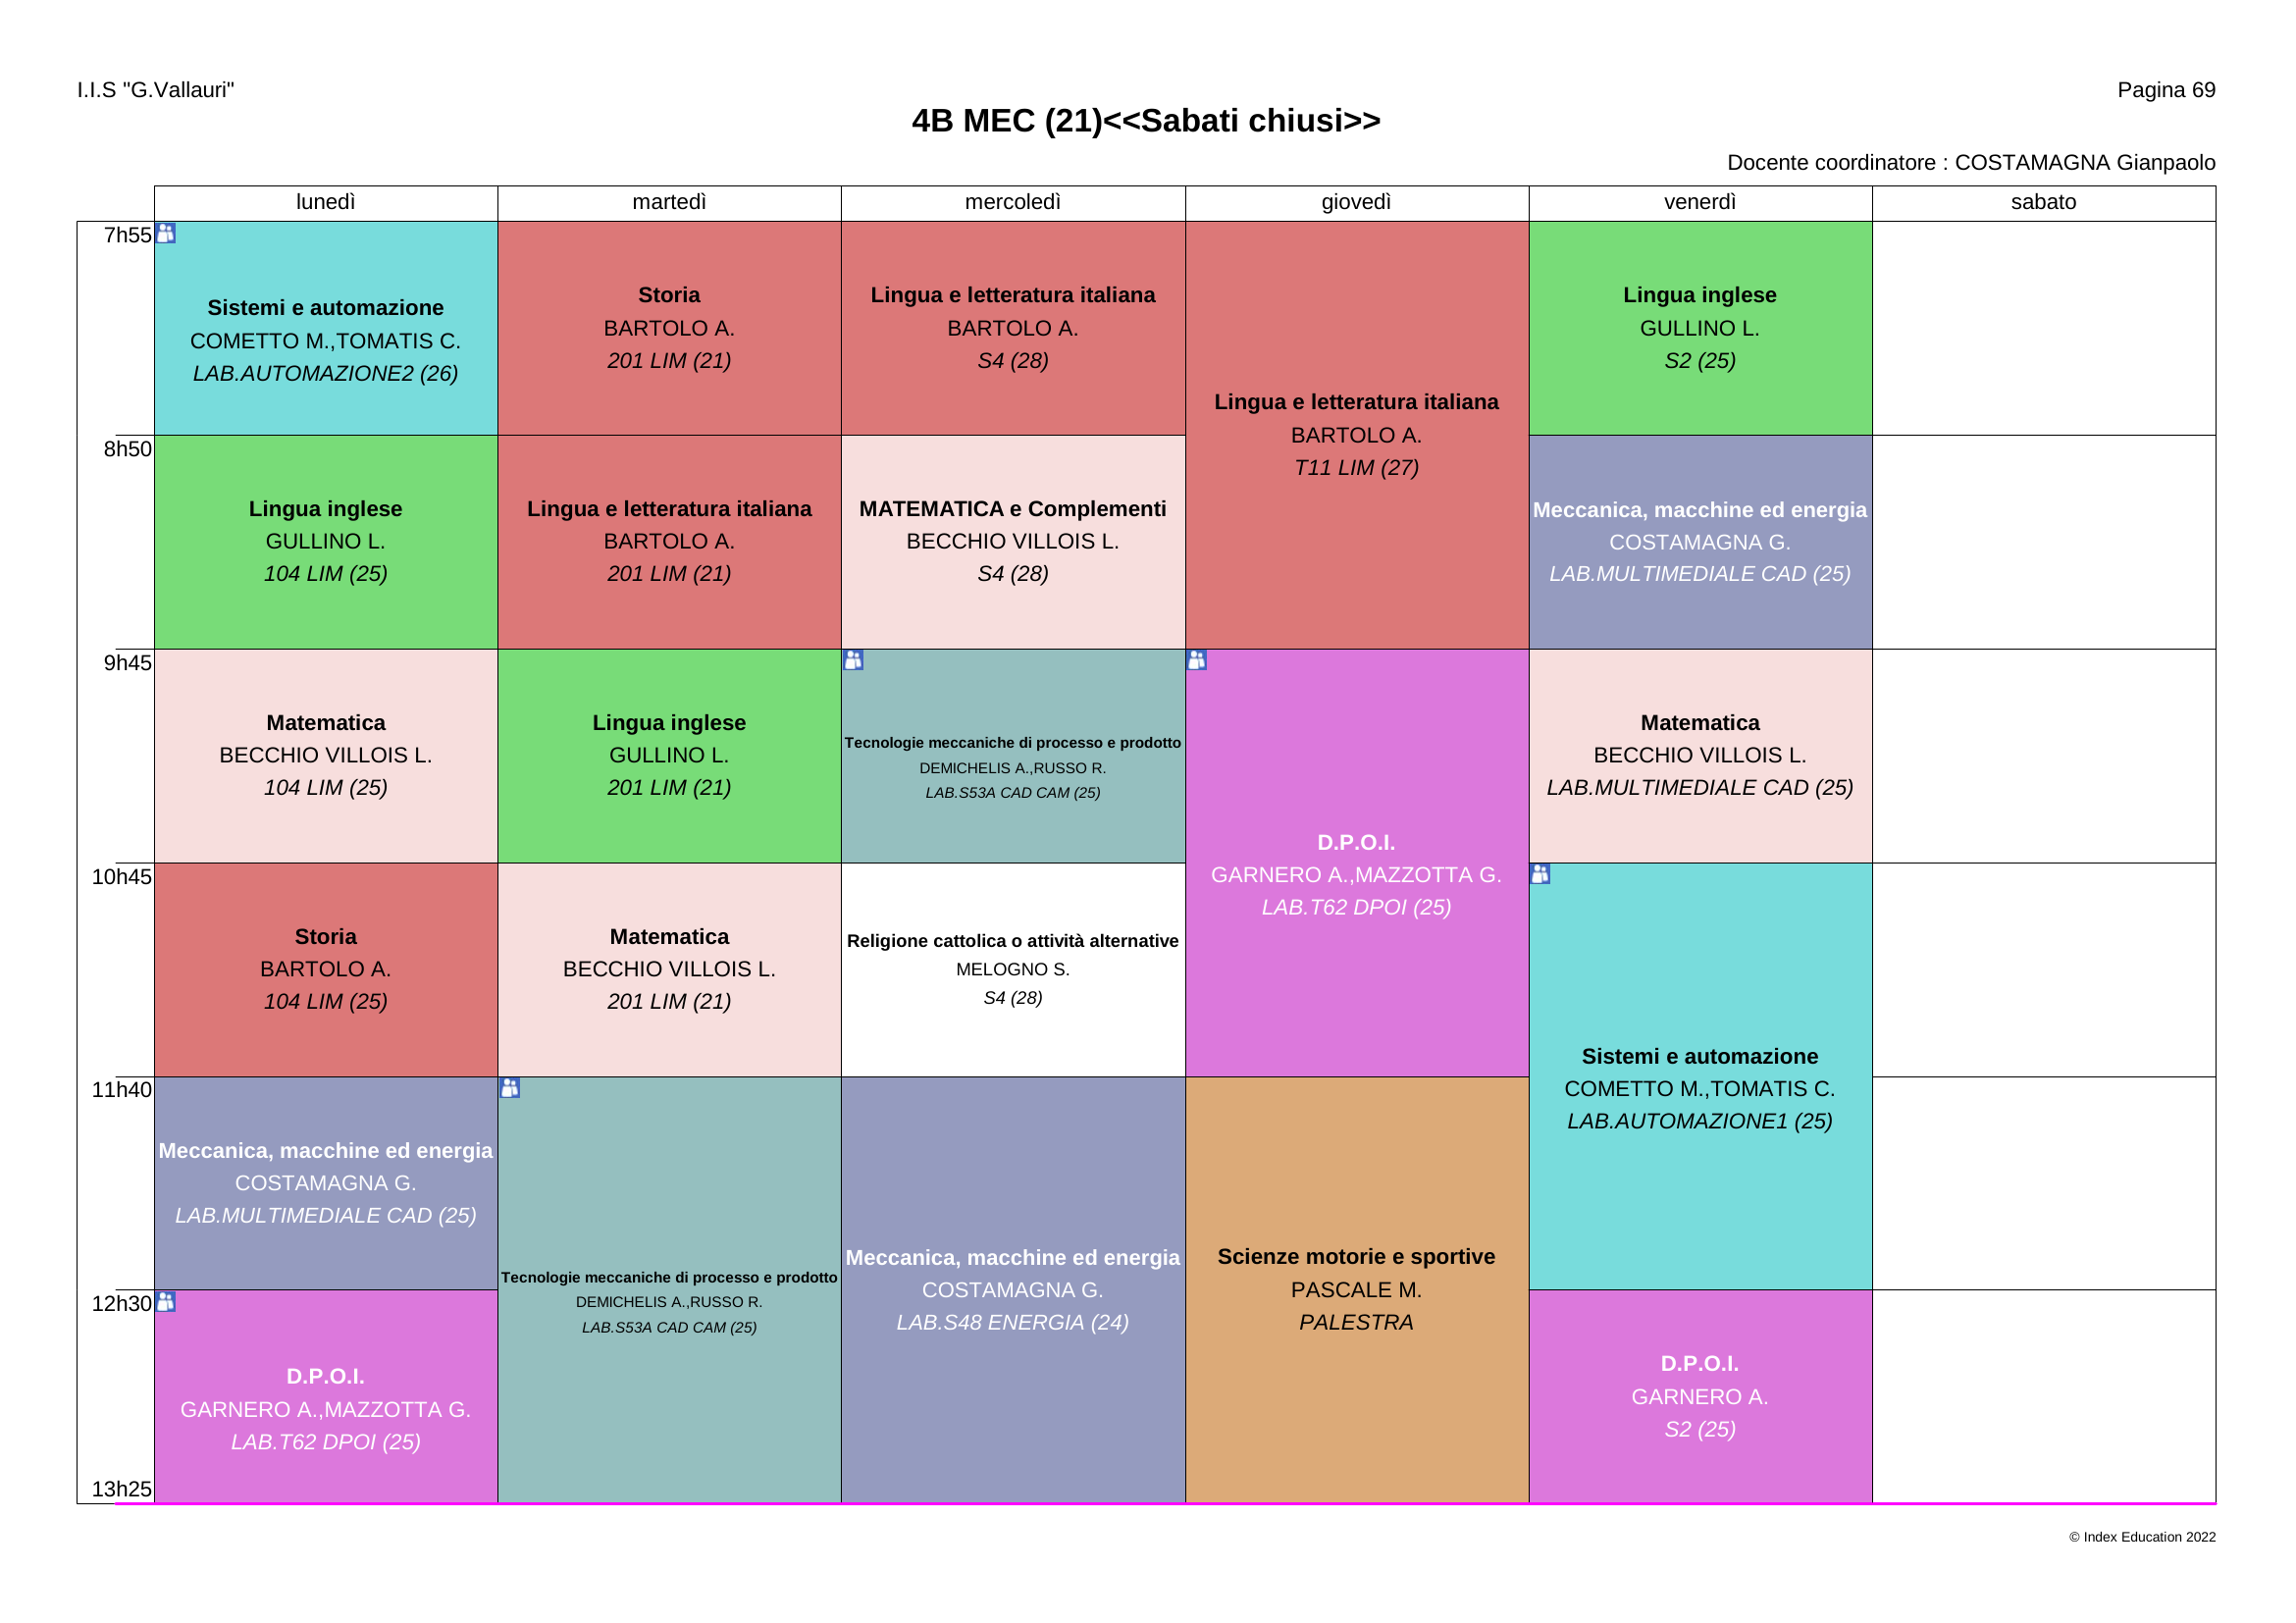 I.I.S "G.Vallauri"
Pagina 69
4B MEC (21)<<Sabati chiusi>>
Docente coordinatore : COSTAMAGNA Gianpaolo
lunedì
martedì
mercoledì
giovedì
venerdì
sabato
7h55
Sistemi e automazione
COMETTO M.,TOMATIS C.
LAB.AUTOMAZIONE2 (26)
Storia
BARTOLO A.
201 LIM (21)
Lingua e letteratura italiana
BARTOLO A.
S4 (28)
Lingua e letteratura italiana
BARTOLO A.
T11 LIM (27)
Lingua inglese
GULLINO L.
S2 (25)
8h50
Lingua inglese
GULLINO L.
104 LIM (25)
Lingua e letteratura italiana
BARTOLO A.
201 LIM (21)
MATEMATICA e Complementi
BECCHIO VILLOIS L.
S4 (28)
Meccanica, macchine ed energia
COSTAMAGNA G.
LAB.MULTIMEDIALE CAD (25)
9h45
Matematica
BECCHIO VILLOIS L.
104 LIM (25)
Lingua inglese
GULLINO L.
201 LIM (21)
Tecnologie meccaniche di processo e prodotto
DEMICHELIS A.,RUSSO R.
LAB.S53A CAD CAM (25)
D.P.O.I.
GARNERO A.,MAZZOTTA G.
LAB.T62 DPOI (25)
Matematica
BECCHIO VILLOIS L.
LAB.MULTIMEDIALE CAD (25)
10h45
Storia
BARTOLO A.
104 LIM (25)
Matematica
BECCHIO VILLOIS L.
201 LIM (21)
Religione cattolica o attività alternative
MELOGNO S.
S4 (28)
Sistemi e automazione
COMETTO M.,TOMATIS C.
LAB.AUTOMAZIONE1 (25)
11h40
Meccanica, macchine ed energia
COSTAMAGNA G.
LAB.MULTIMEDIALE CAD (25)
Tecnologie meccaniche di processo e prodotto
DEMICHELIS A.,RUSSO R.
LAB.S53A CAD CAM (25)
Meccanica, macchine ed energia
COSTAMAGNA G.
LAB.S48 ENERGIA (24)
Scienze motorie e sportive
PASCALE M.
PALESTRA
12h30
D.P.O.I.
GARNERO A.,MAZZOTTA G.
LAB.T62 DPOI (25)
D.P.O.I.
GARNERO A.
S2 (25)
13h25
© Index Education 2022